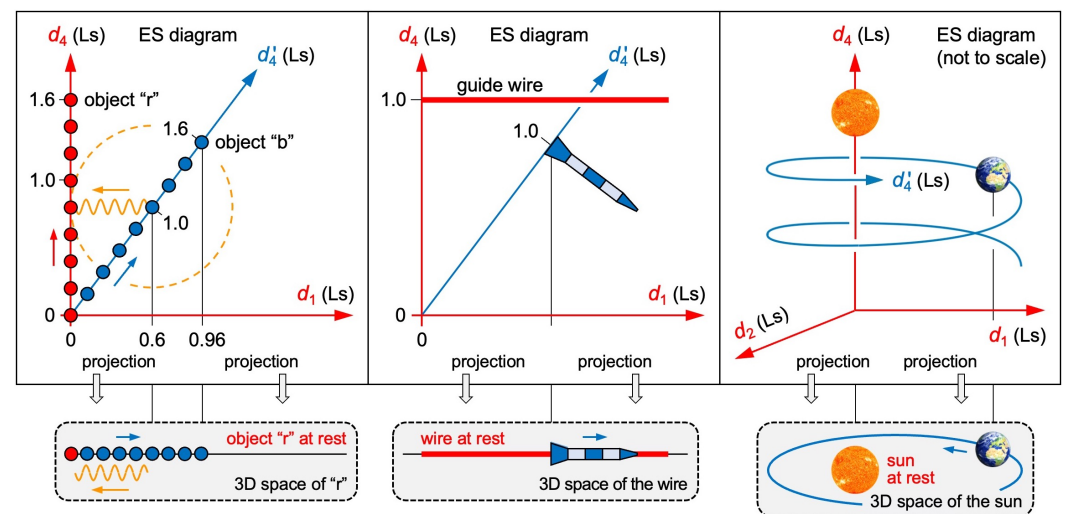 d4 (Ls)
ES diagram
d'4 (Ls)
1.6
object "r"
1.6
object "b"
1.0
1.0
d1 (Ls)
0
0
0.6
0.96
projection
projection
object "r" at rest
3D space of "r"
d4 (Ls)
ES diagram
d'4 (Ls)
guide wire
1.0
1.0
d1 (Ls)
0
projection
projection
wire at rest
3D space of the wire
d4 (Ls)
ES diagram
(not to scale)
d'4 (Ls)
d2 (Ls)
d1 (Ls)
projection
projection
sun
at rest
3D space of the sun